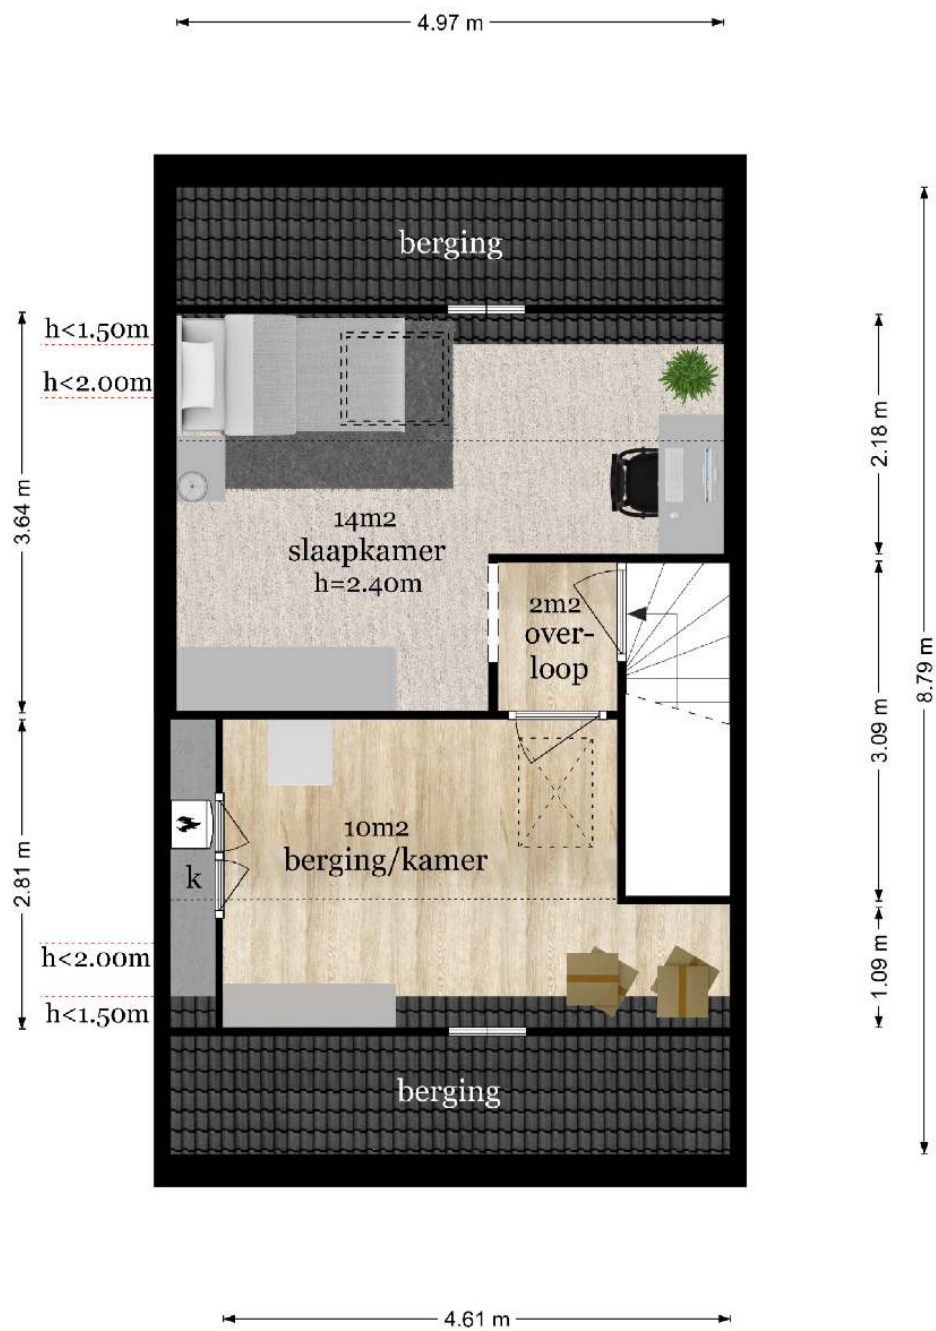 4.97 m
berging
h<1.50m
h<2.00m
3.64 m
2.18 m
14m2
slaapkamer
h=2.40m
2m2
over-
loop
8.79 m
3.09 m
10m2
berging/kamer
k
2.81 m
h<2.00m
h<1.50m
1.09 m
berging
4.61 m